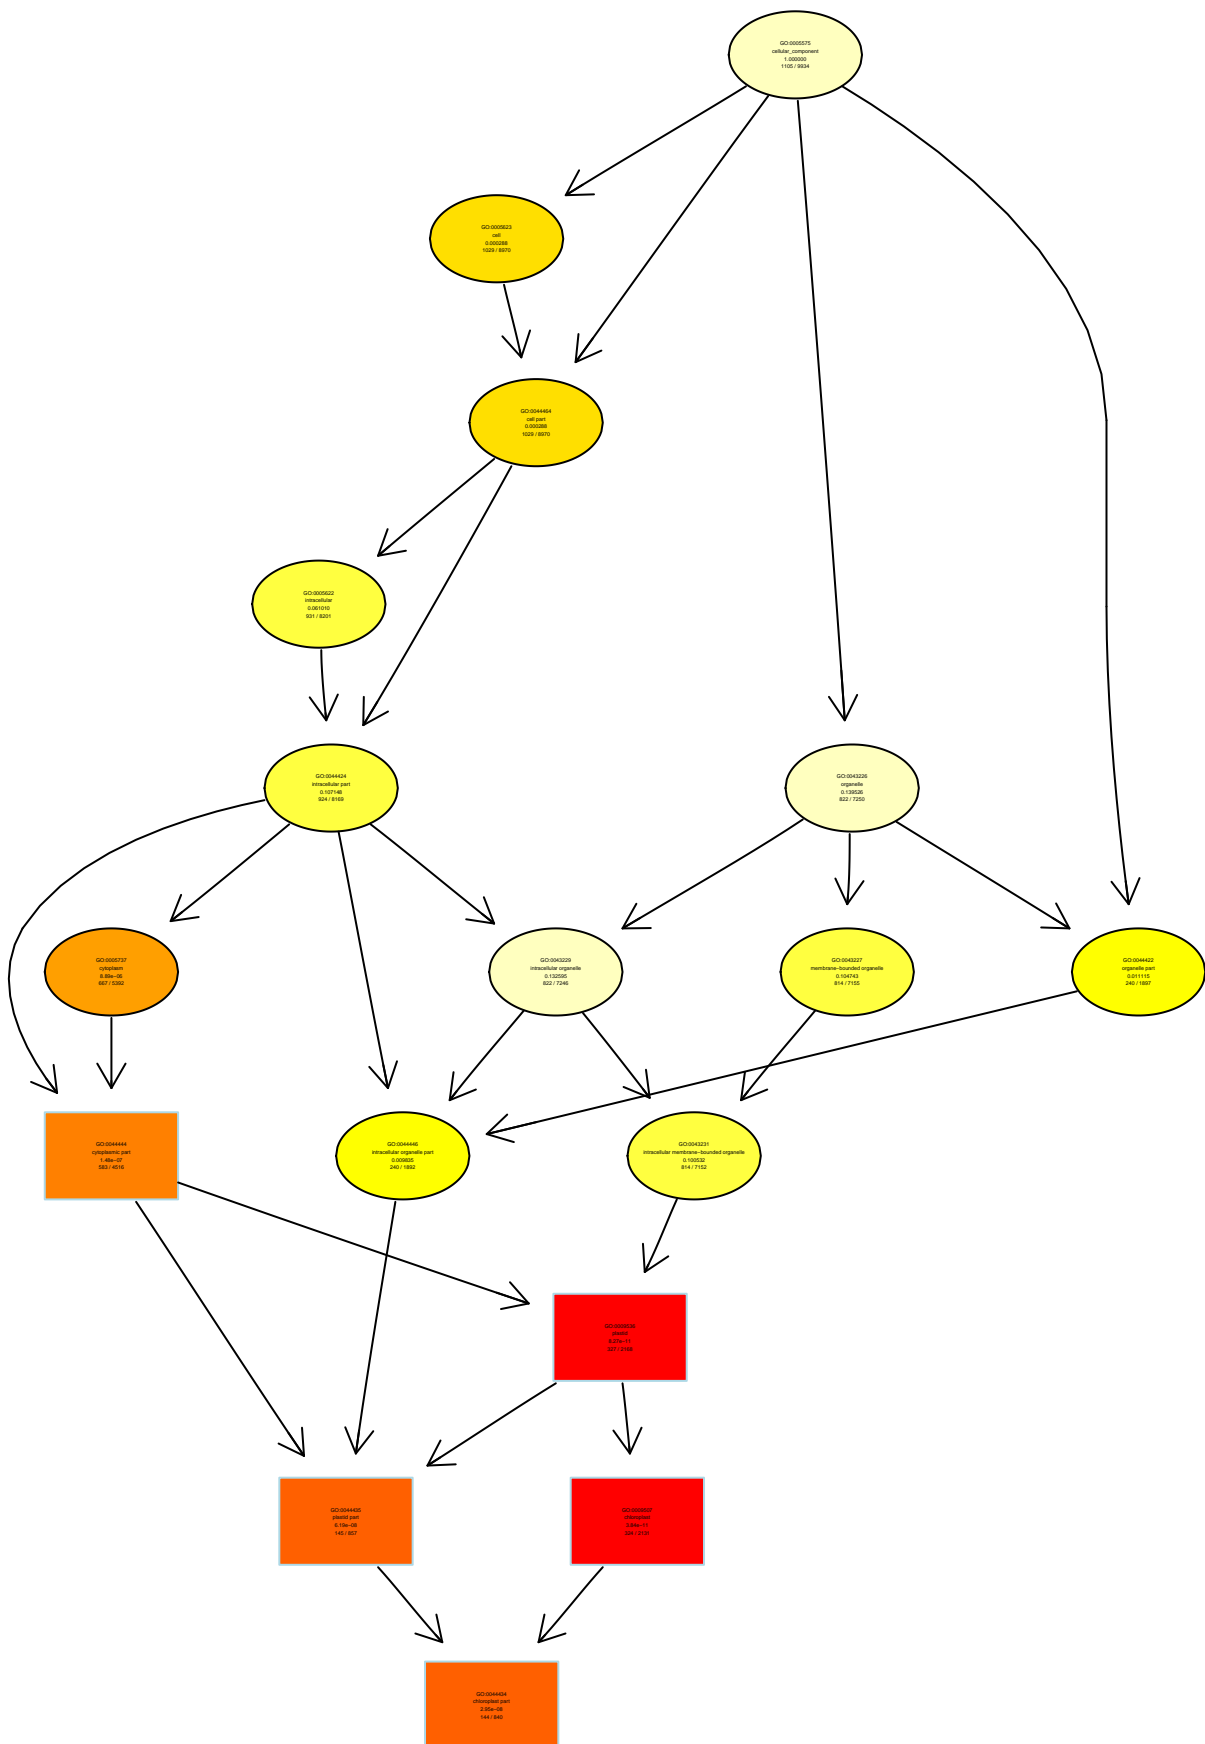 GO:0005575
cellular_component
1.000000
1105 / 9934
GO:0005623
cell
0.000288
1029 / 8970
GO:0044464
cell part
0.000288
1029 / 8970
GO:0005622
intracellular
0.061010
931 / 8201
GO:0044424
intracellular part
0.107148
924 / 8169
GO:0043226
organelle
0.139526
822 / 7250
GO:0005737
cytoplasm
8.89e−06
667 / 5392
GO:0043229
intracellular organelle
0.132595
822 / 7246
GO:0043227
membrane−bounded organelle
0.104743
814 / 7155
GO:0044422
organelle part
0.011115
240 / 1897
GO:0044444
cytoplasmic part
1.48e−07
583 / 4516
GO:0044446
intracellular organelle part
0.009835
240 / 1892
GO:0043231
intracellular membrane−bounded organelle
0.100532
814 / 7152
plastid
GO:0044435
plastid part
6.19e−08
145 / 857
chloroplast
GO:0044434
chloroplast part
2.95e−08
144 / 840